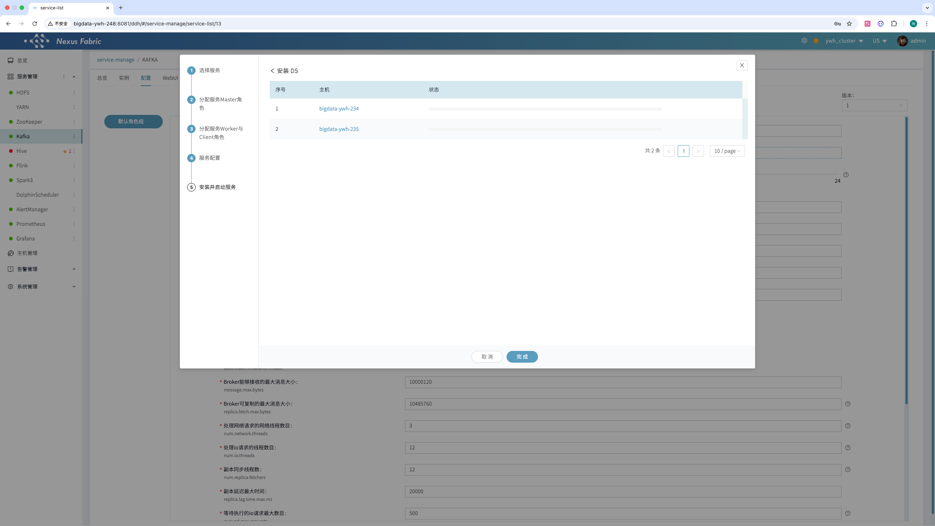 service-list
不安全
bigdata-ywh-248:8081/ddh/#/service-manage/service-list/13
Nexus Fabric
ywh_cluster
US
admin
总览
服务管理
HDFS
YARN
ZooKeeper
Kafka
Hive
2
Flink
Spark3
DolphinScheduler
AlertManager
Prometheus
Grafana
主机管理
告警管理
系统管理
service-manage / KAFKA
总览
实例
配置
WebUI
默认角色组
版本:
1
24
1
选择服务
2
分配服务Master角
色
3
分配服务Worker与
Client角色
4
服务配置
5
安装并启动服务
安装 DS
序号
主机
状态
1
bigdata-ywh-234
2
bigdata-ywh-235
共 2 条
1
10 / page
取 消
完 成
* Broker能够接收的最大消息大小:
message.max.bytes
10000120
* Broker可复制的最大消息大小:
replica.fetch.max.bytes
10485760
* 处理网络请求的网络线程数目:
num.network.threads
3
* 处理io请求的线程数目:
num.io.threads
12
* 副本同步线程数:
num.replica.fetchers
12
* 副本延迟最大时间:
replica.lag.time.max.ms
20000
* 等待执行的io请求最大数目:
500